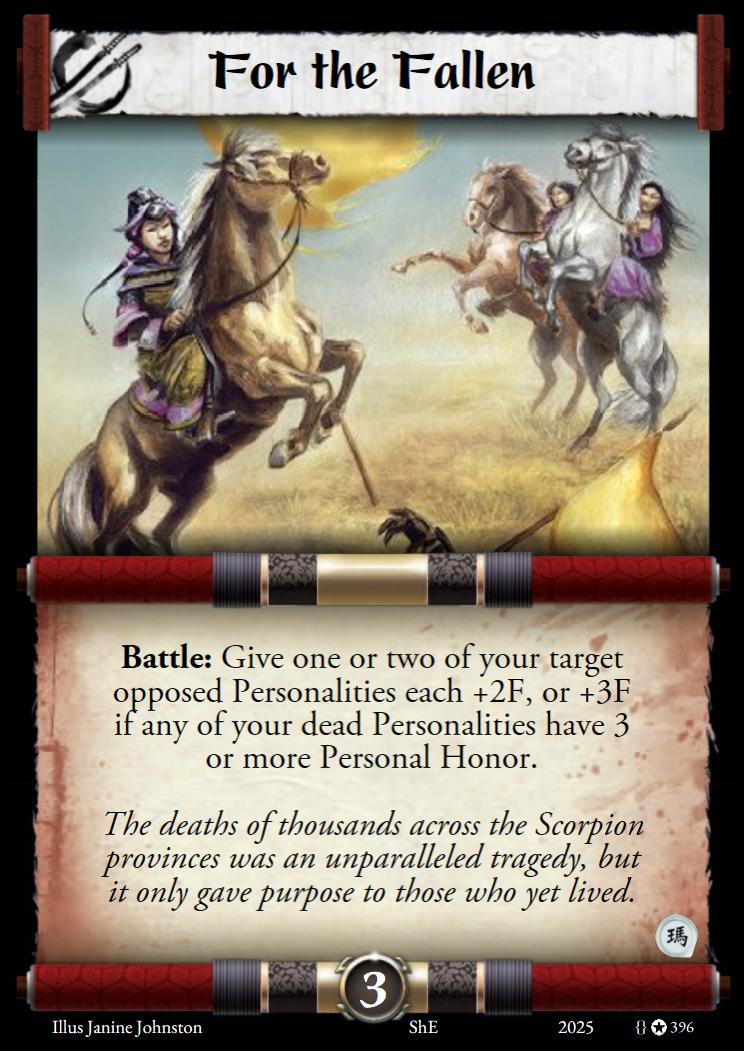 For the Fallen
Battle: Give one or two of your target
opposed Personalities each +2F, or +3F
if any of your dead Personalities have 3
or more Personal Honor.
The deaths of thousands across the Scorpion
provinces was an unparalleled tragedy, but
it only gave purpose to those who yet lived.
瑪
3
Illus Janine Johnston ShE 2025 {} ✪ 396